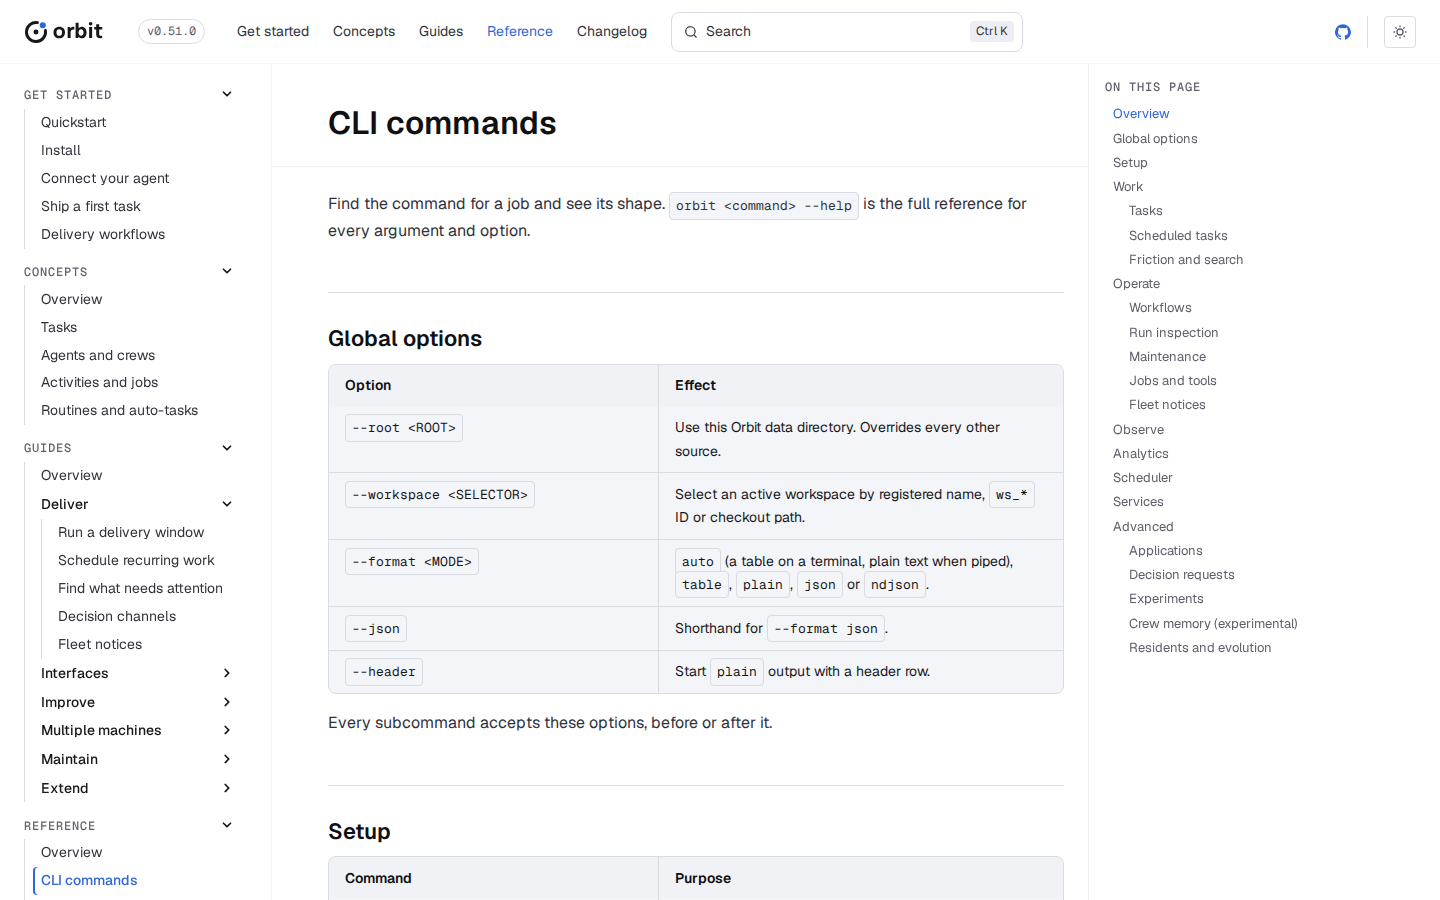 orbit
v0.51.0
Get started
Concepts
Guides
Reference
Changelog
Search
Ctrl K
GET STARTED
Quickstart
Install
Connect your agent
Ship a first task
Delivery workflows
CONCEPTS
Overview
Tasks
Agents and crews
Activities and jobs
Routines and auto-tasks
GUIDES
Overview
Deliver
Run a delivery window
Schedule recurring work
Find what needs attention
Decision channels
Fleet notices
Interfaces
Improve
Multiple machines
Maintain
Extend
REFERENCE
Overview
CLI commands
CLI commands
Find the command for a job and see its shape. orbit <command> --help is the full reference for
every argument and option.
Global options
Option Effect
--root <ROOT> Use this Orbit data directory. Overrides every other
source.
--workspace <SELECTOR> Select an active workspace by registered name, ws_*
ID or checkout path.
--format <MODE> auto (a table on a terminal, plain text when piped),
table, plain, json or ndjson.
--json Shorthand for --format json.
--header Start plain output with a header row.
Every subcommand accepts these options, before or after it.
Setup
Command Purpose
ON THIS PAGE
Overview
Global options
Setup
Work
Tasks
Scheduled tasks
Friction and search
Operate
Workflows
Run inspection
Maintenance
Jobs and tools
Fleet notices
Observe
Analytics
Scheduler
Services
Advanced
Applications
Decision requests
Experiments
Crew memory (experimental)
Residents and evolution